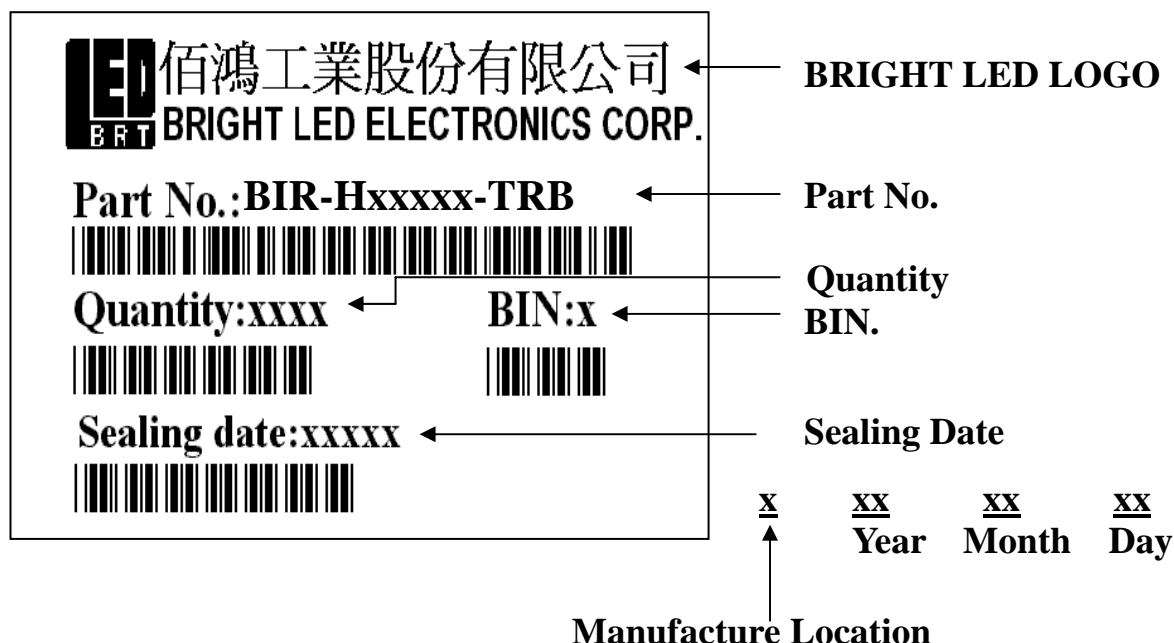 LED 佰鴻工業股份有限公司
BRT BRIGHT LED ELECTRONICS CORP.
BRIGHT LED LOGO
Part No.:BIR-Hxxxxx-TRB
Part No.
Quantity
Quantity:xxxx
BIN:x
BIN.
Sealing date:xxxxx
Sealing Date
x xx xx xx
Year Month Day
Manufacture Location